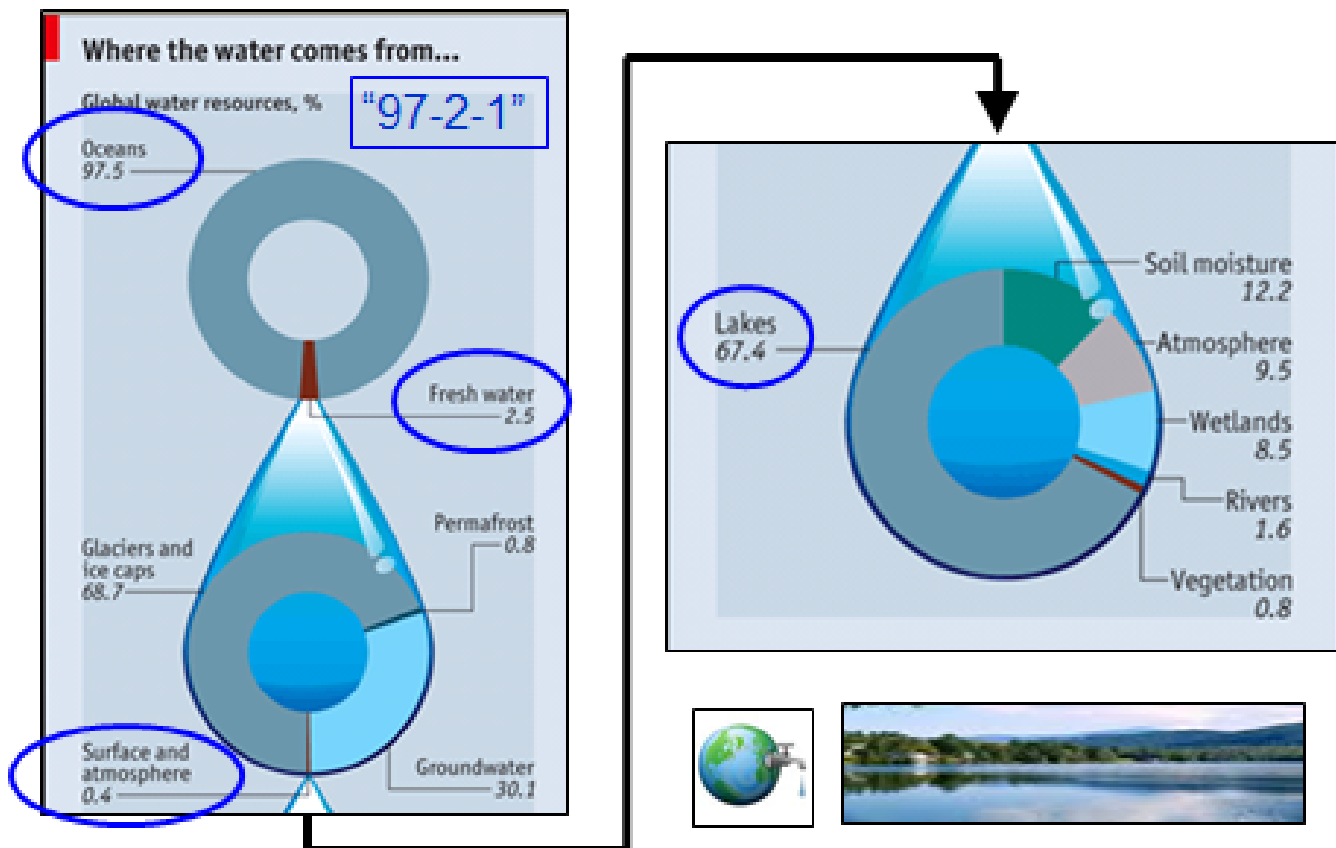 Where the water comes from...
Global water resources, %
“97-2-1”
Oceans
97.5
Fresh water
2.5
Permafrost
0.8
Glaciers and
ice caps
68.7
Surface and
atmosphere
0.4
Groundwater
30.1
Soil moisture
12.2
Lakes
67.4
Atmosphere
9.5
Wetlands
8.5
Rivers
1.6
Vegetation
0.8